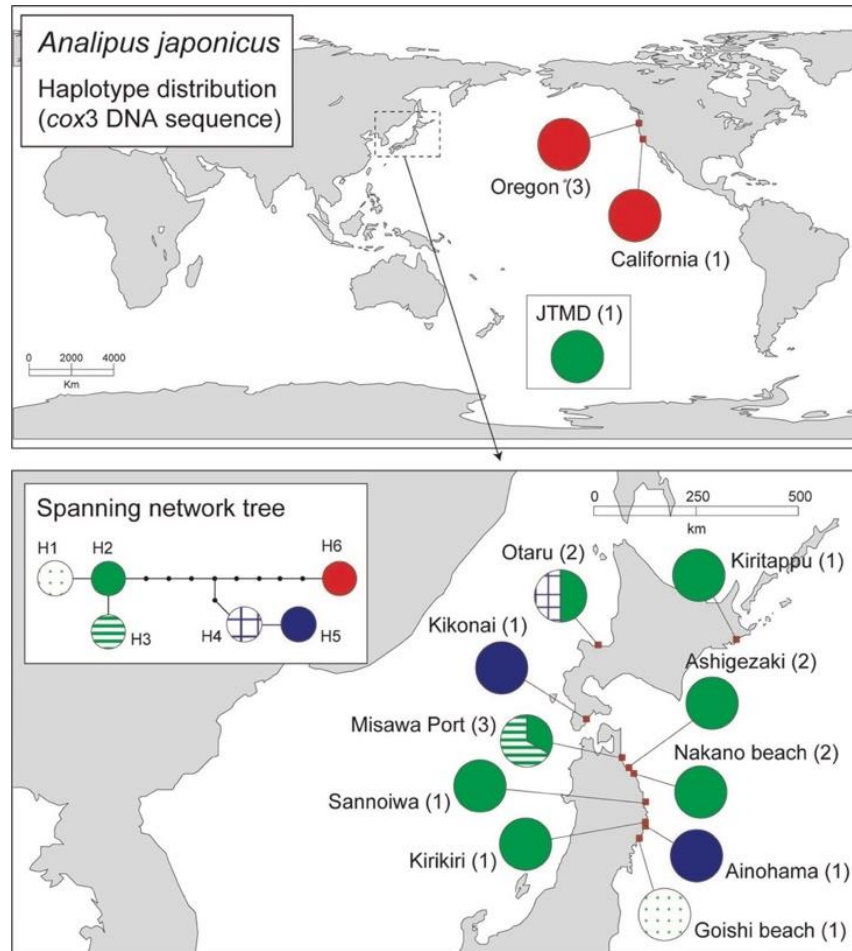 Analipus japonicus
Haplotype distribution
(cox3 DNA sequence)
Oregon (3)
California (1)
JTMD (1)
0 2000 4000
Km
Spanning network tree
H1 H2 H6
H3 H4 H5
0 250 500
km
Otaru (2)
Kiritappu (1)
Kikonai (1)
Ashigezaki (2)
Misawa Port (3)
Nakano beach (2)
Sannoiwa (1)
Kirikiri (1)
Ainohama (1)
Goishi beach (1)